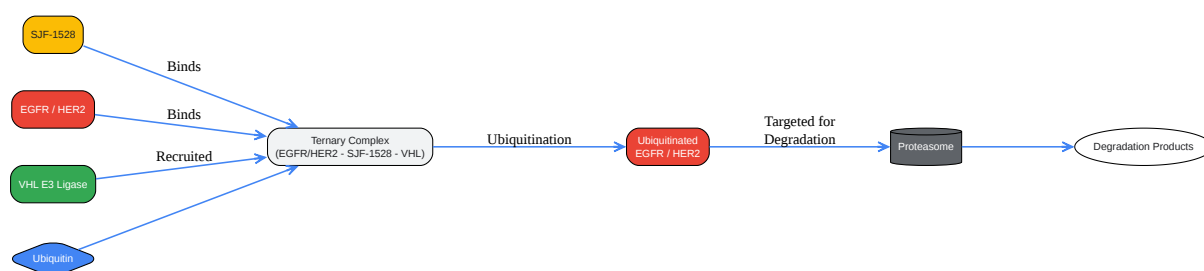 SJF-1528
Binds
EGFR / HER2
Binds
Recruited
VHL E3 Ligase
Ubiquitin
Ternary Complex
(EGFR/HER2 - SJF-1528 - VHL)
Ubiquitination
Ubiquitinated
EGFR / HER2
Targeted for
Degradation
Proteasome
Degradation Products